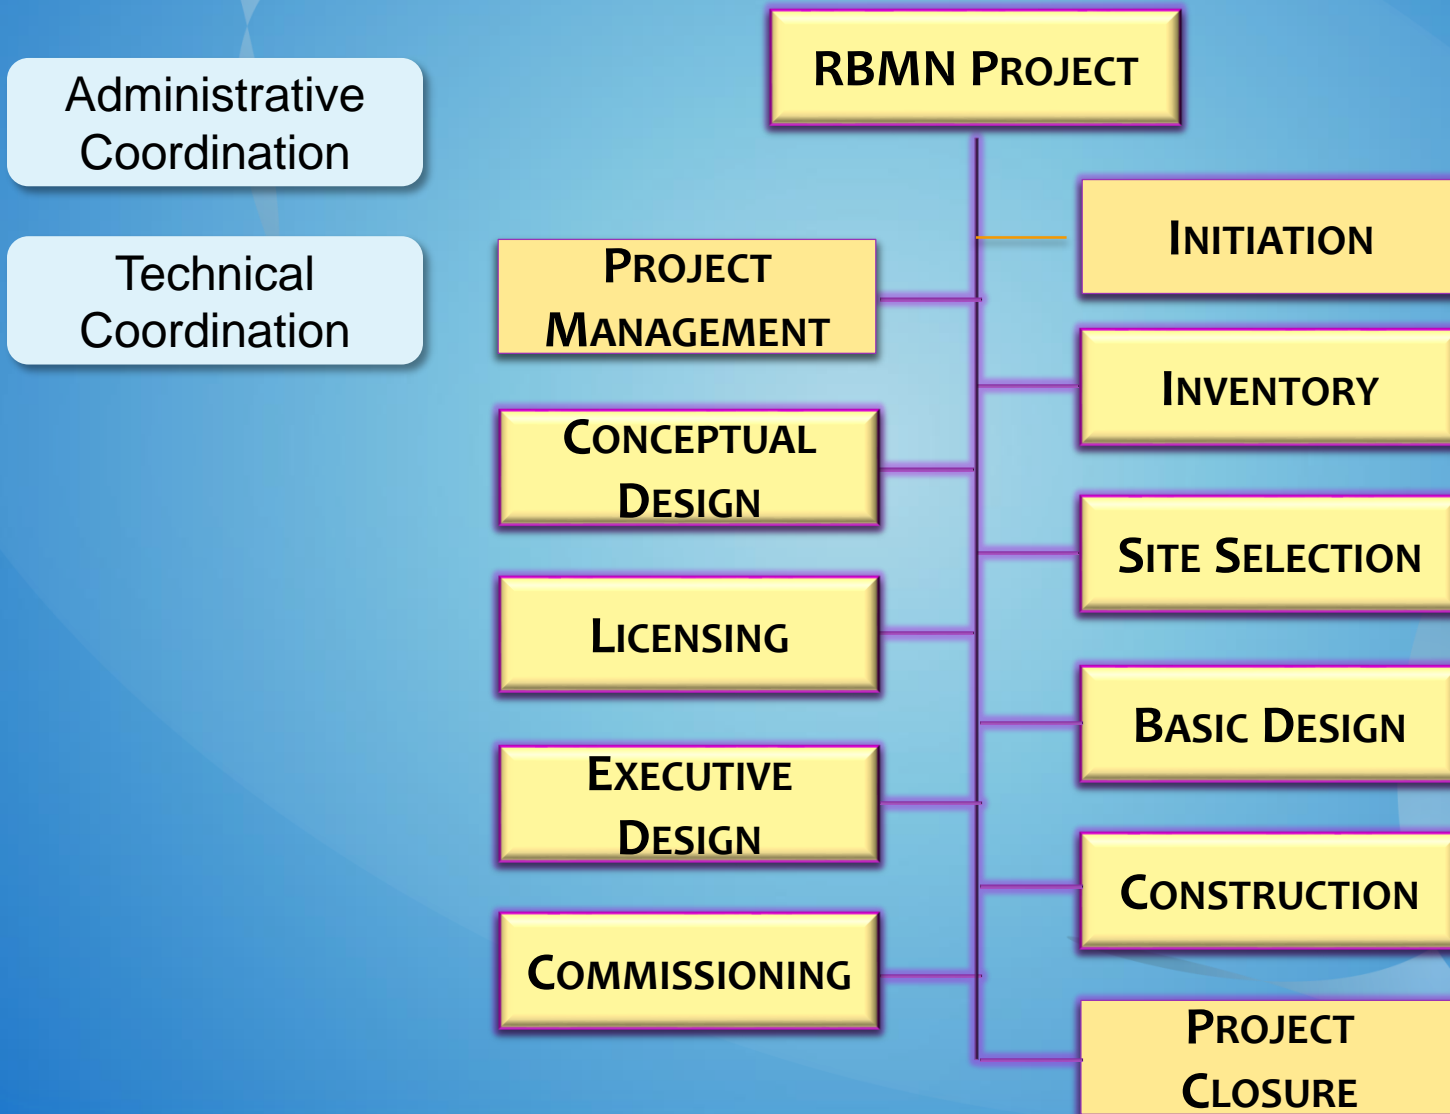 RBMN PROJECT
Administrative
Coordination
Technical
Coordination
INITIATION
PROJECT
MANAGEMENT
INVENTORY
CONCEPTUAL
DESIGN
SITE SELECTION
LICENSING
BASIC DESIGN
EXECUTIVE
DESIGN
CONSTRUCTION
COMMISSIONING
PROJECT
CLOSURE